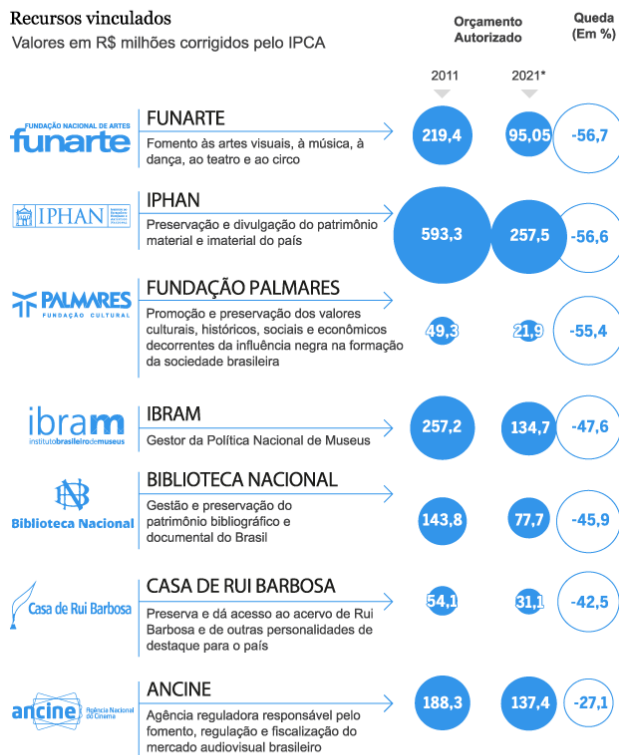 Recursos vinculados
Valores em R$ milhões corrigidos pelo IPCA
Orçamento
Autorizado
Queda
(Em %)
2011
2021*
FUNDAÇÃO NACIONAL DE ARTES
funarte
FUNARTE
Fomento às artes visuais, à música, à
dança, ao teatro e ao circo
219,4
95,05
-56,7
IPHAN
IPHAN
Preservação e divulgação do patrimônio
material e imaterial do país
593,3
257,5
-56,6
PALMARES
FUNDAÇÃO CULTURAL
FUNDAÇÃO PALMARES
Promoção e preservação dos valores
culturais, históricos, sociais e econômicos
decorrentes da influência negra na formação
da sociedade brasileira
49,3
21,9
-55,4
ibram
institutobrasileirodemuseus
IBRAM
Gestor da Política Nacional de Museus
257,2
134,7
-47,6
BN
Biblioteca Nacional
BIBLIOTECA NACIONAL
Gestão e preservação do
patrimônio bibliográfico e
documental do Brasil
143,8
77,7
-45,9
Casa de Rui Barbosa
CASA DE RUI BARBOSA
Preserva e dá acesso ao acervo de Rui
Barbosa e de outras personalidades de
destaque para o país
54,1
31,1
-42,5
ancine
Agência Nacional
do Cinema
ANCINE
Agência reguladora responsável pelo
fomento, regulação e fiscalização do
mercado audiovisual brasileiro
188,3
137,4
-27,1